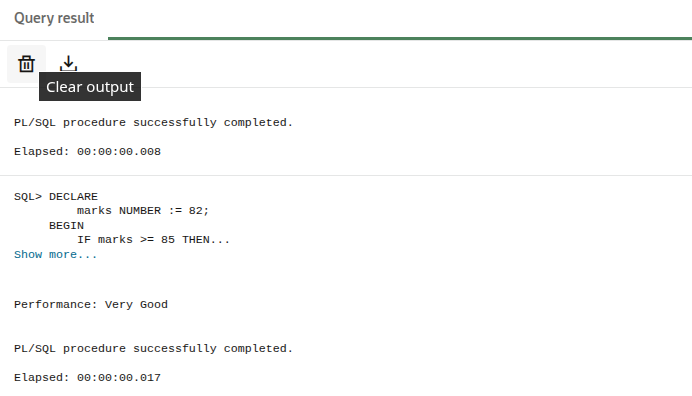 Query result
Clear output
PL/SQL procedure successfully completed.
Elapsed: 00:00:00.008
SQL> DECLARE
         marks NUMBER := 82;
     BEGIN
         IF marks >= 85 THEN...
Show more...
Performance: Very Good
PL/SQL procedure successfully completed.
Elapsed: 00:00:00.017